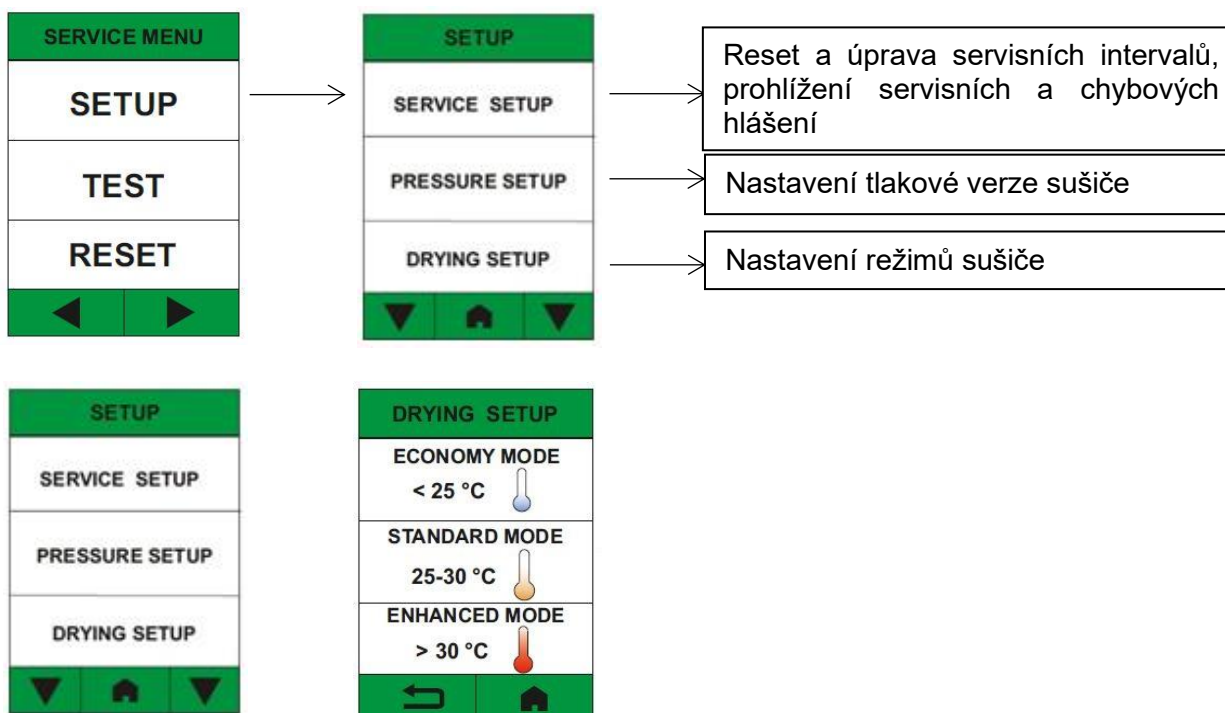 SERVICE MENU
SETUP
TEST
RESET
SETUP
SERVICE SETUP
PRESSURE SETUP
DRYING SETUP
Reset a úprava servisních intervalů,
prohlížení servisních a chybových
hlášení
Nastavení tlakové verze sušiče
Nastavení režimů sušiče
SETUP
SERVICE SETUP
PRESSURE SETUP
DRYING SETUP
DRYING SETUP
ECONOMY MODE
< 25 °C
STANDARD MODE
25-30 °C
ENHANCED MODE
> 30 °C